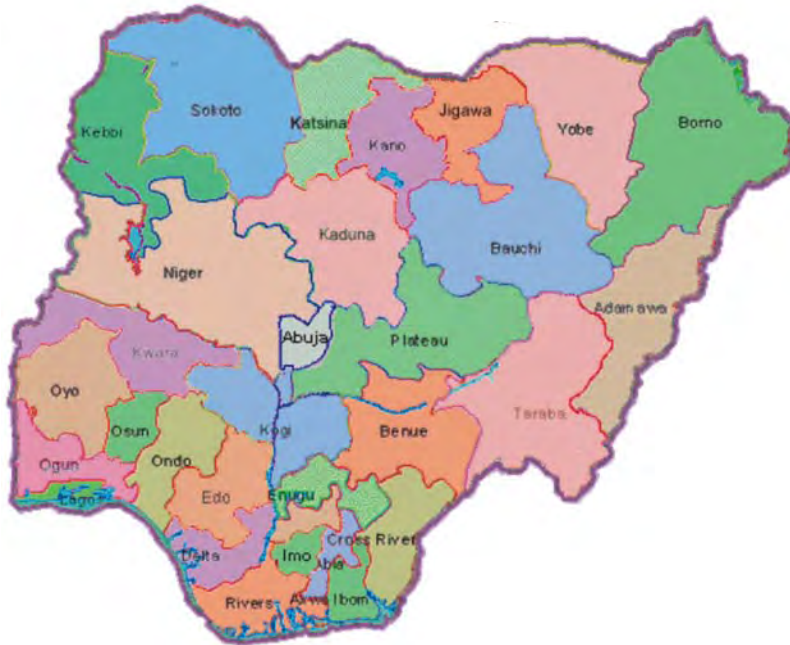 Sokoto
Katsina
Jigawa
Yobe
Borno
Kebbi
Kano
Kaduna
Bauchi
Niger
Adamawa
Abuja
Plateau
Kwara
Oyo
Taraba
Osun
Kogi
Benue
Ondo
Ogun
Edo
Enugu
Lagos
Delta
Imo
Cross River
Abia
Rivers
Akwa Ibom